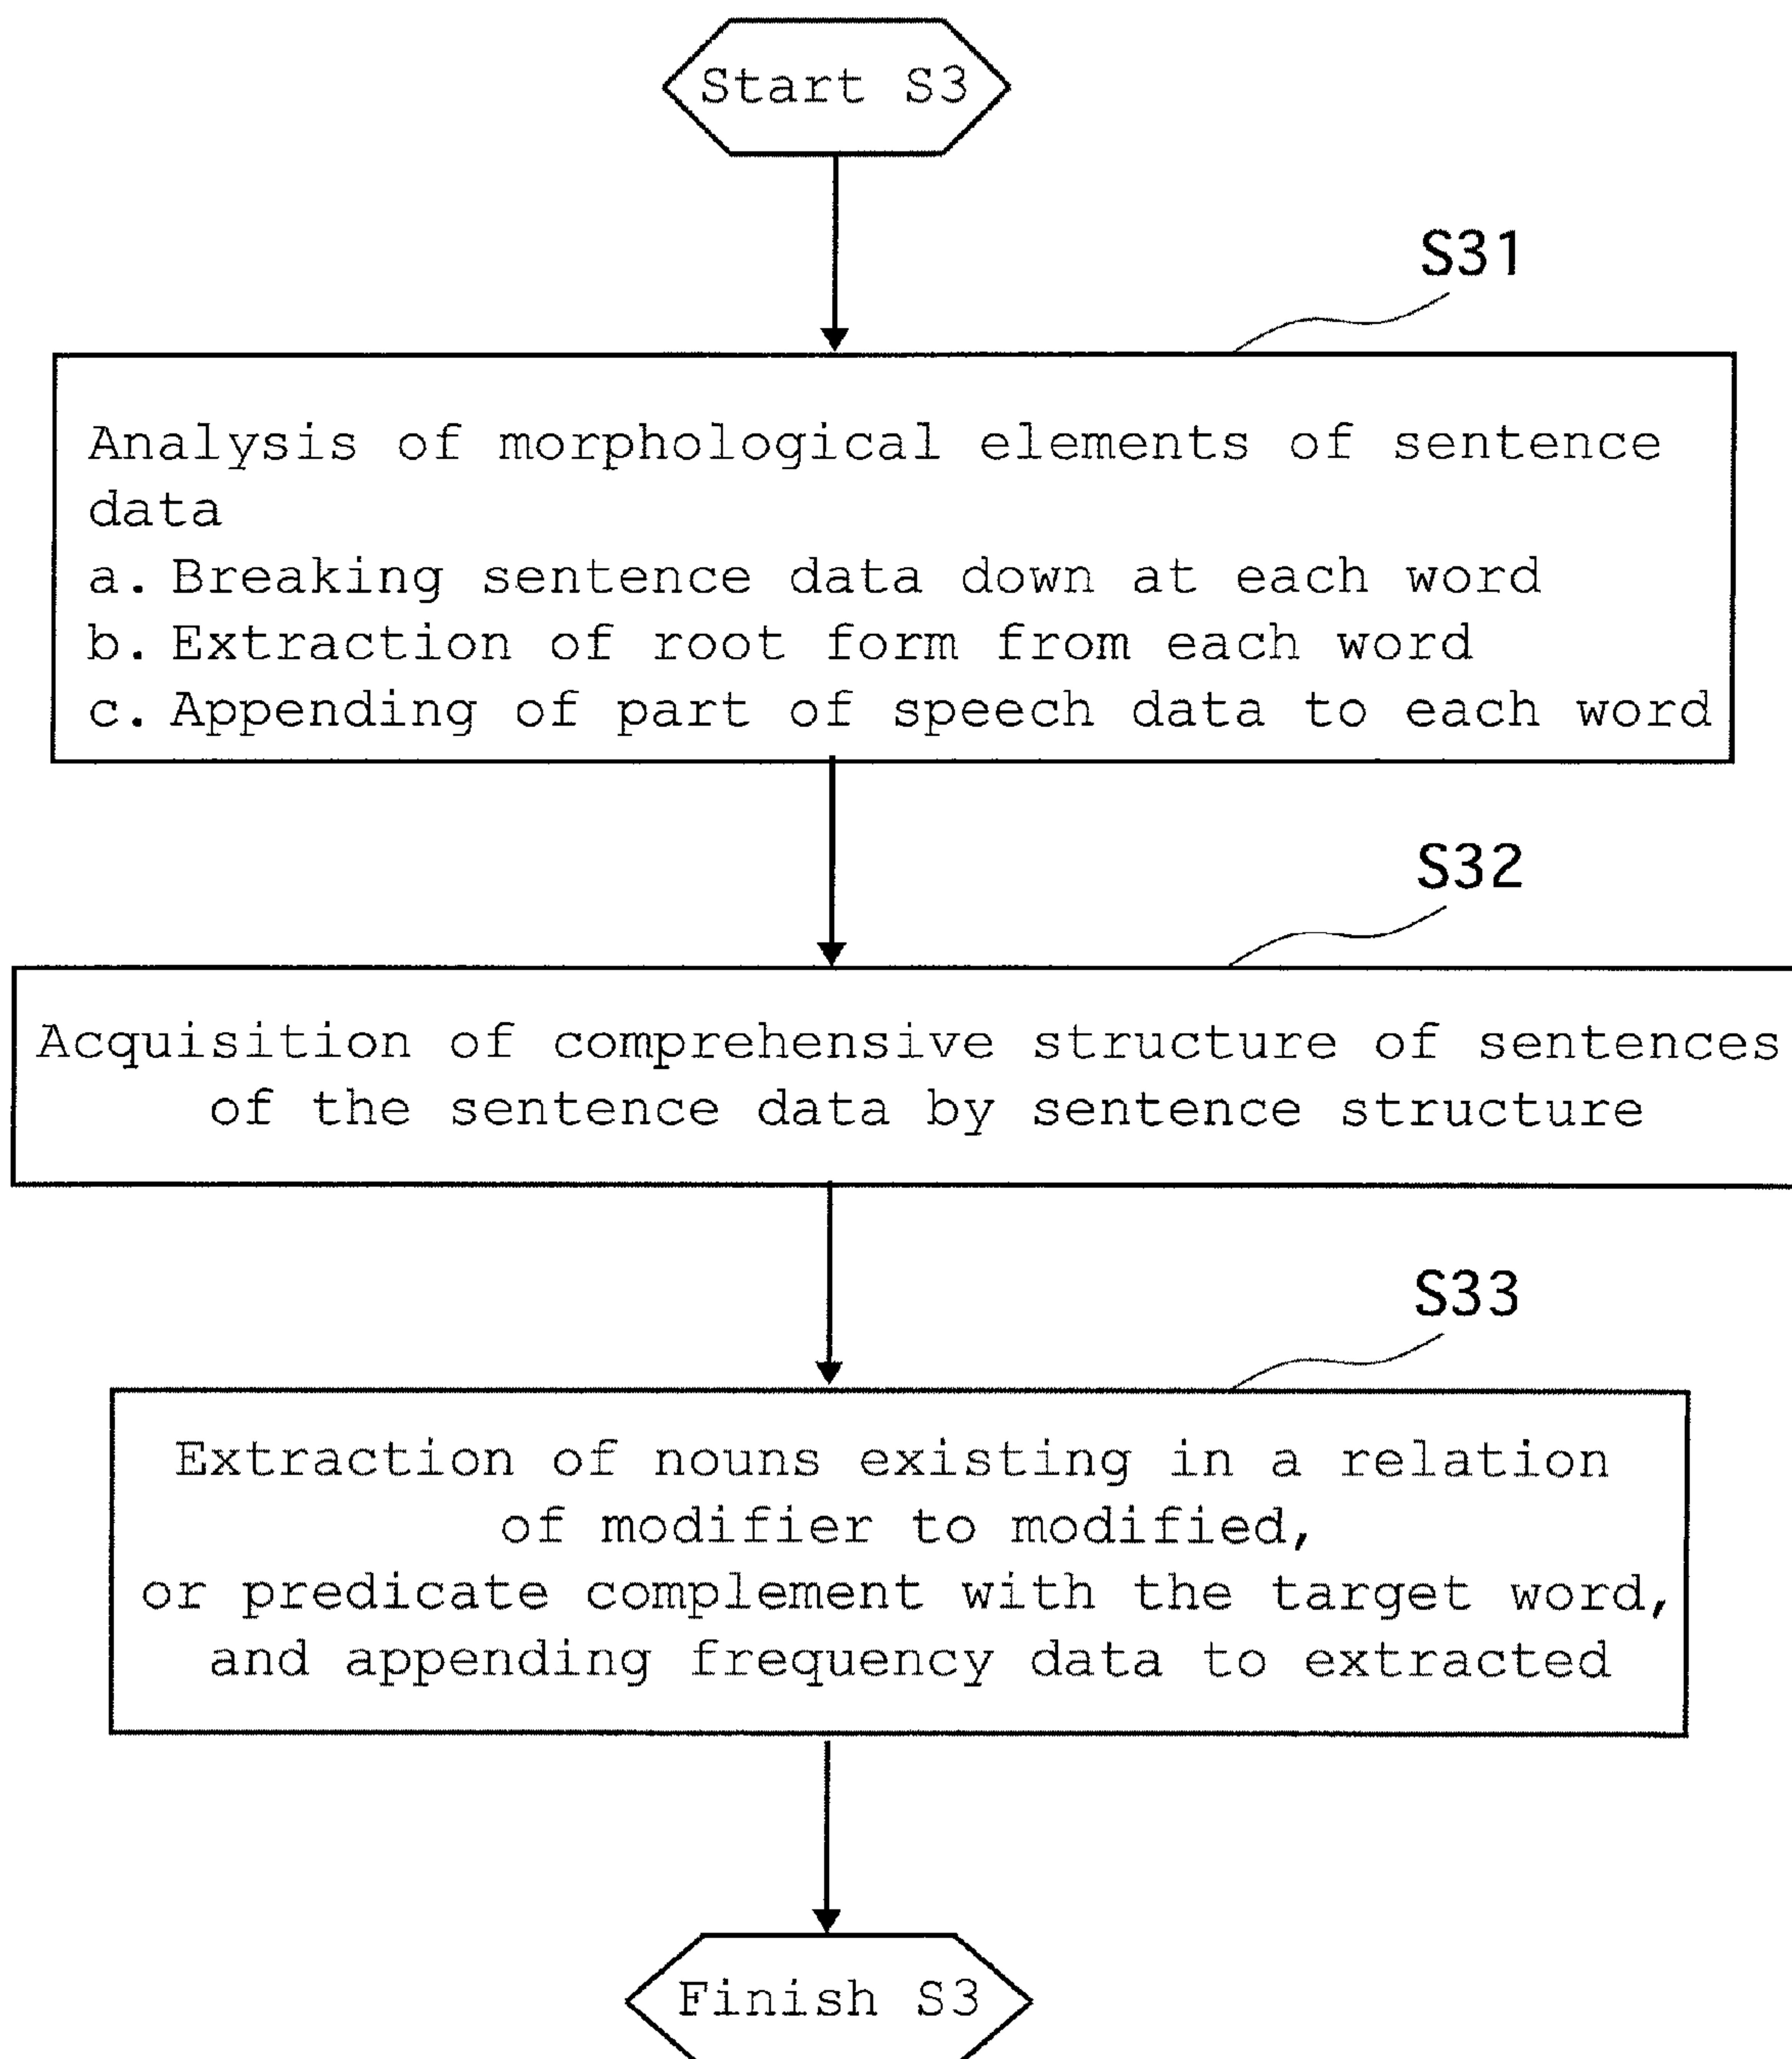 Start S3
S31
Analysis of morphological elements of sentence
data
a. Breaking sentence data down at each word
b. Extraction of root form from each word
c. Appending of part of speech data to each word
S32
Acquisition of comprehensive structure of sentences
of the sentence data by sentence structure
S33
Extraction of nouns existing in a relation
of modifier to modified,
or predicate complement with the target word,
and appending frequency data to extracted
Finish S3